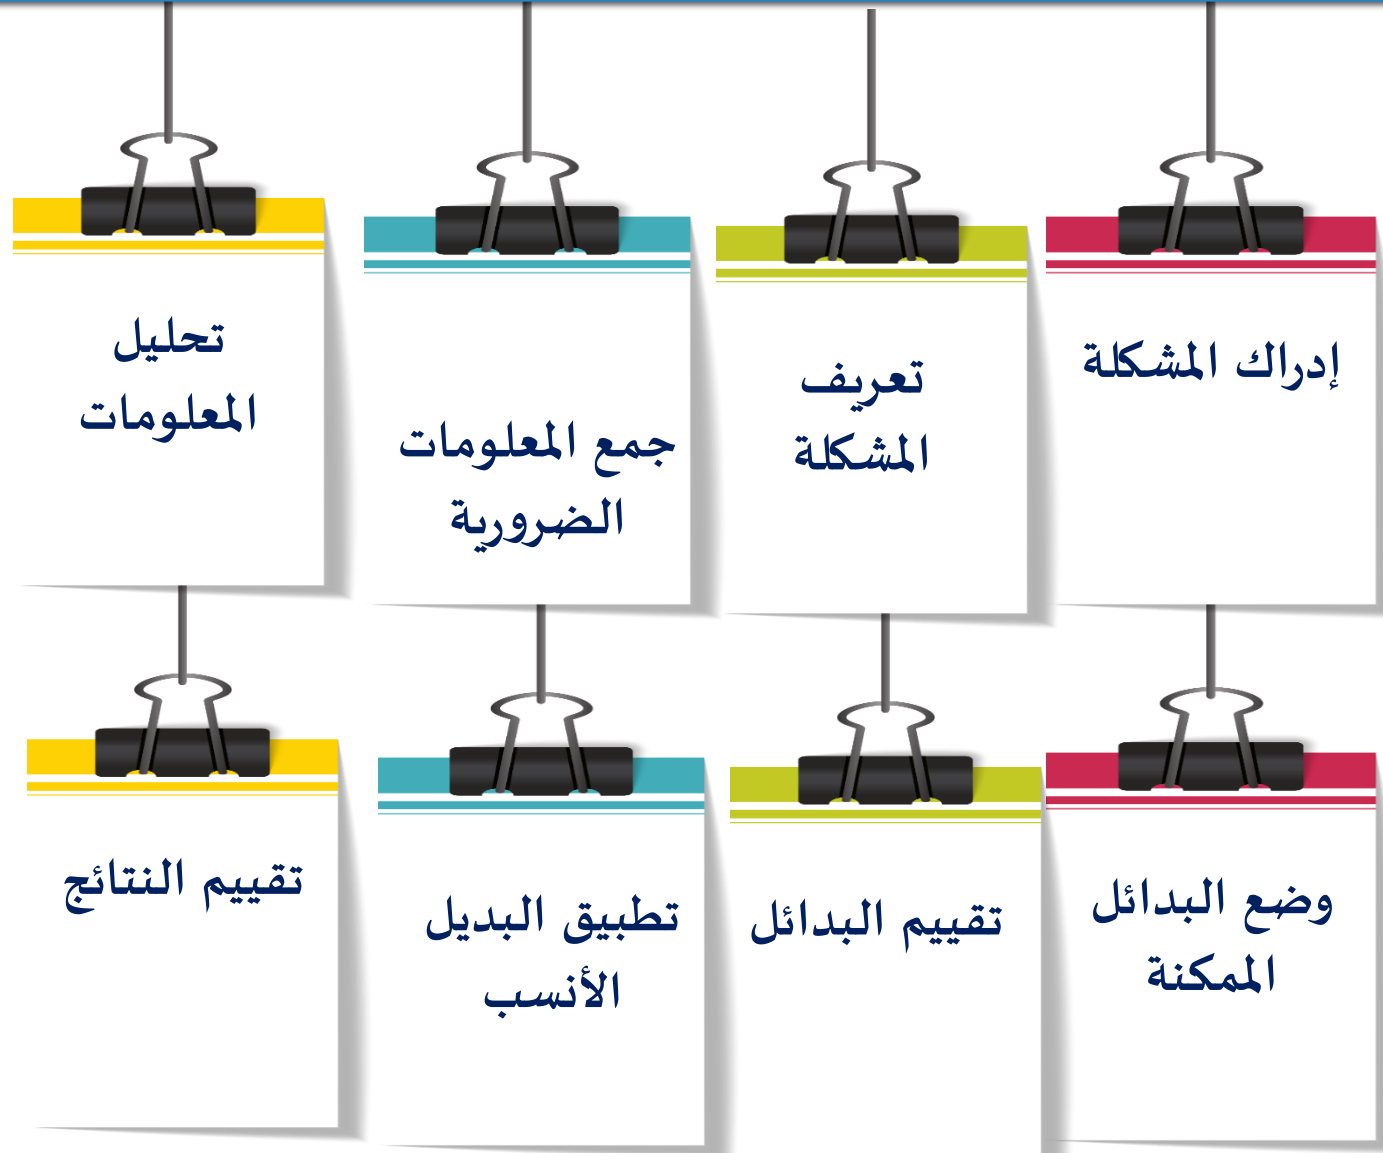 إدراك المشكلة
تعريف
المشكلة
جمع المعلومات
الضرورية
تحليل
المعلومات
وضع البدائل
الممكنة
تقييم البدائل
تطبيق البديل
الأنسب
تقييم النتائج